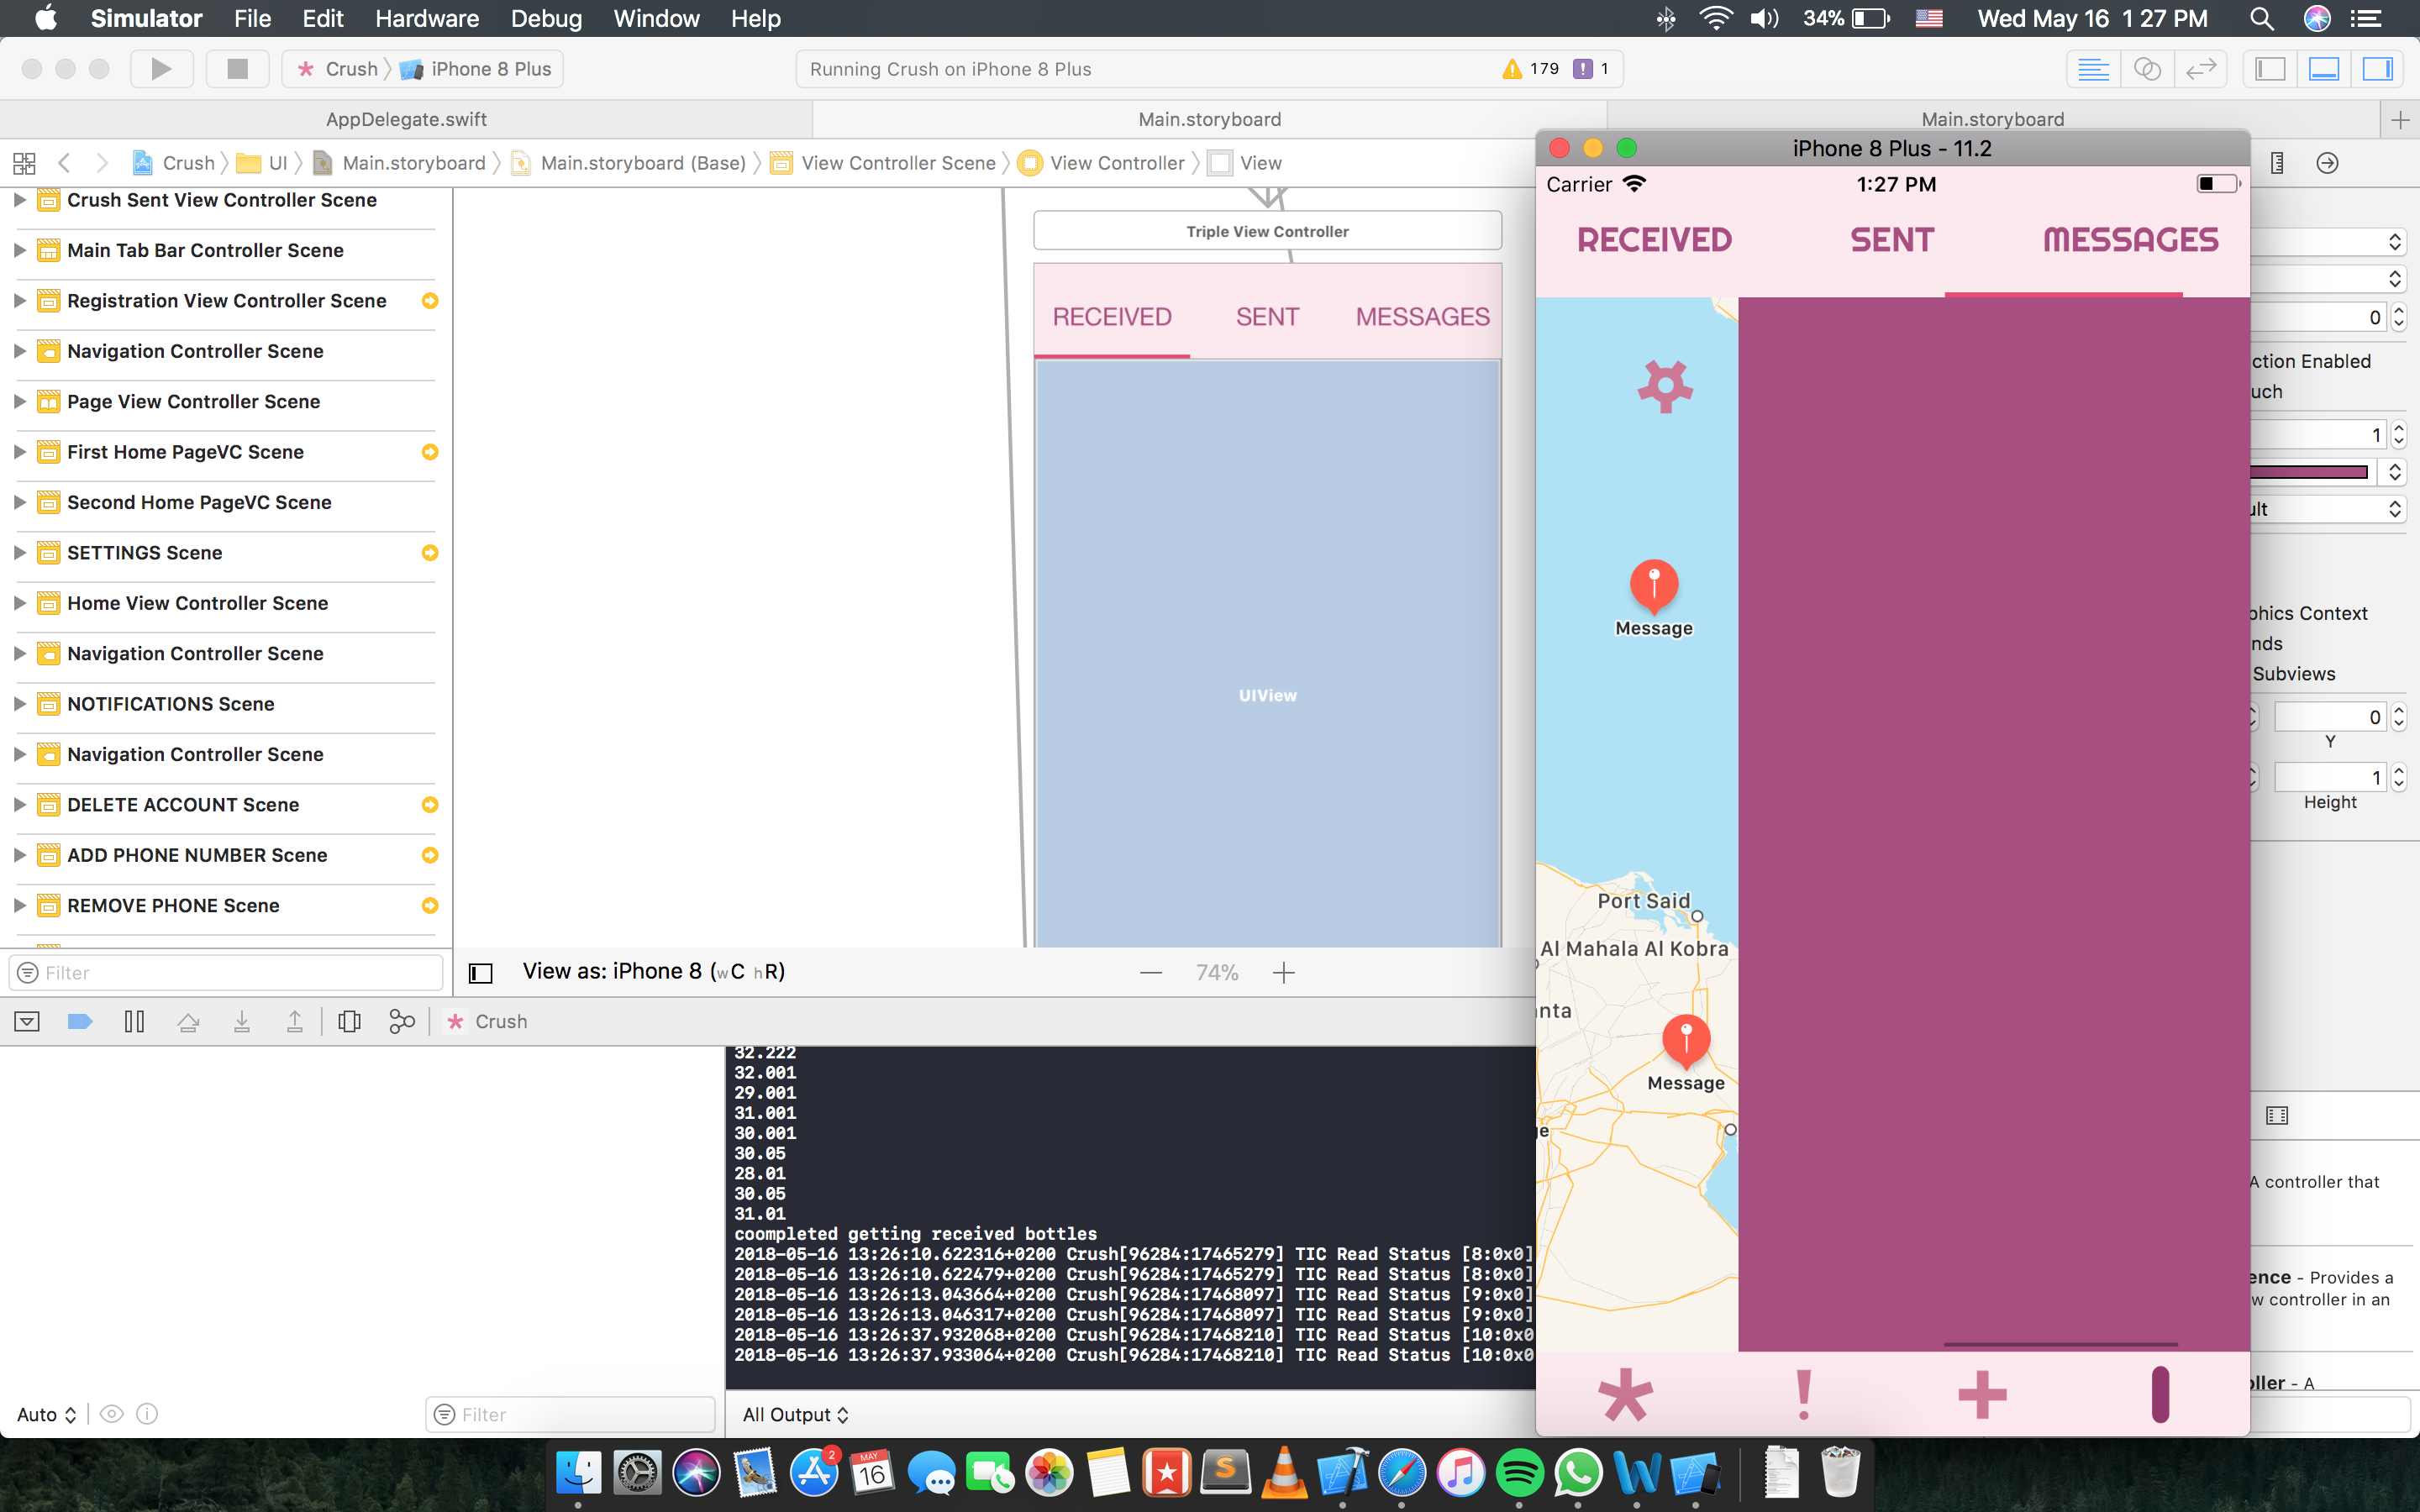 Simulator File Edit Hardware Debug Window Help 34% Wed May 16 1 27 PM
Crush iPhone 8 Plus Running Crush on iPhone 8 Plus 179 1
AppDelegate.swift Main.storyboard Main.storyboard
Crush UI Main.storyboard Main.storyboard (Base) View Controller Scene View Controller View
Crush Sent View Controller Scene
Main Tab Bar Controller Scene
Registration View Controller Scene
Navigation Controller Scene
Page View Controller Scene
First Home PageVC Scene
Second Home PageVC Scene
SETTINGS Scene
Home View Controller Scene
Navigation Controller Scene
NOTIFICATIONS Scene
Navigation Controller Scene
DELETE ACCOUNT Scene
ADD PHONE NUMBER Scene
REMOVE PHONE Scene
Filter
Triple View Controller
RECEIVED SENT MESSAGES
UIView
View as: iPhone 8 (wC hR) 74%
iPhone 8 Plus - 11.2
Carrier 1:27 PM
RECEIVED SENT MESSAGES
Message
Port Said
Al Mahala Al Kobra
anta
Message
0
ction Enabled
uch
1
ult
phics Context
nds
Subviews
0
Y
1
Height
A controller that
ence - Provides a
w controller in an
oller - A
Crush
32.222
32.001
29.001
31.001
30.001
30.05
28.01
30.05
31.01
coompleted getting received bottles
2018-05-16 13:26:10.622316+0200 Crush[96284:17465279] TIC Read Status [8:0x0]
2018-05-16 13:26:10.622479+0200 Crush[96284:17465279] TIC Read Status [8:0x0]
2018-05-16 13:26:13.043664+0200 Crush[96284:17468097] TIC Read Status [9:0x0]
2018-05-16 13:26:13.046317+0200 Crush[96284:17468097] TIC Read Status [9:0x0]
2018-05-16 13:26:37.932068+0200 Crush[96284:17468210] TIC Read Status [10:0x0
2018-05-16 13:26:37.933064+0200 Crush[96284:17468210] TIC Read Status [10:0x0
Auto Filter All Output
2
MAY
16